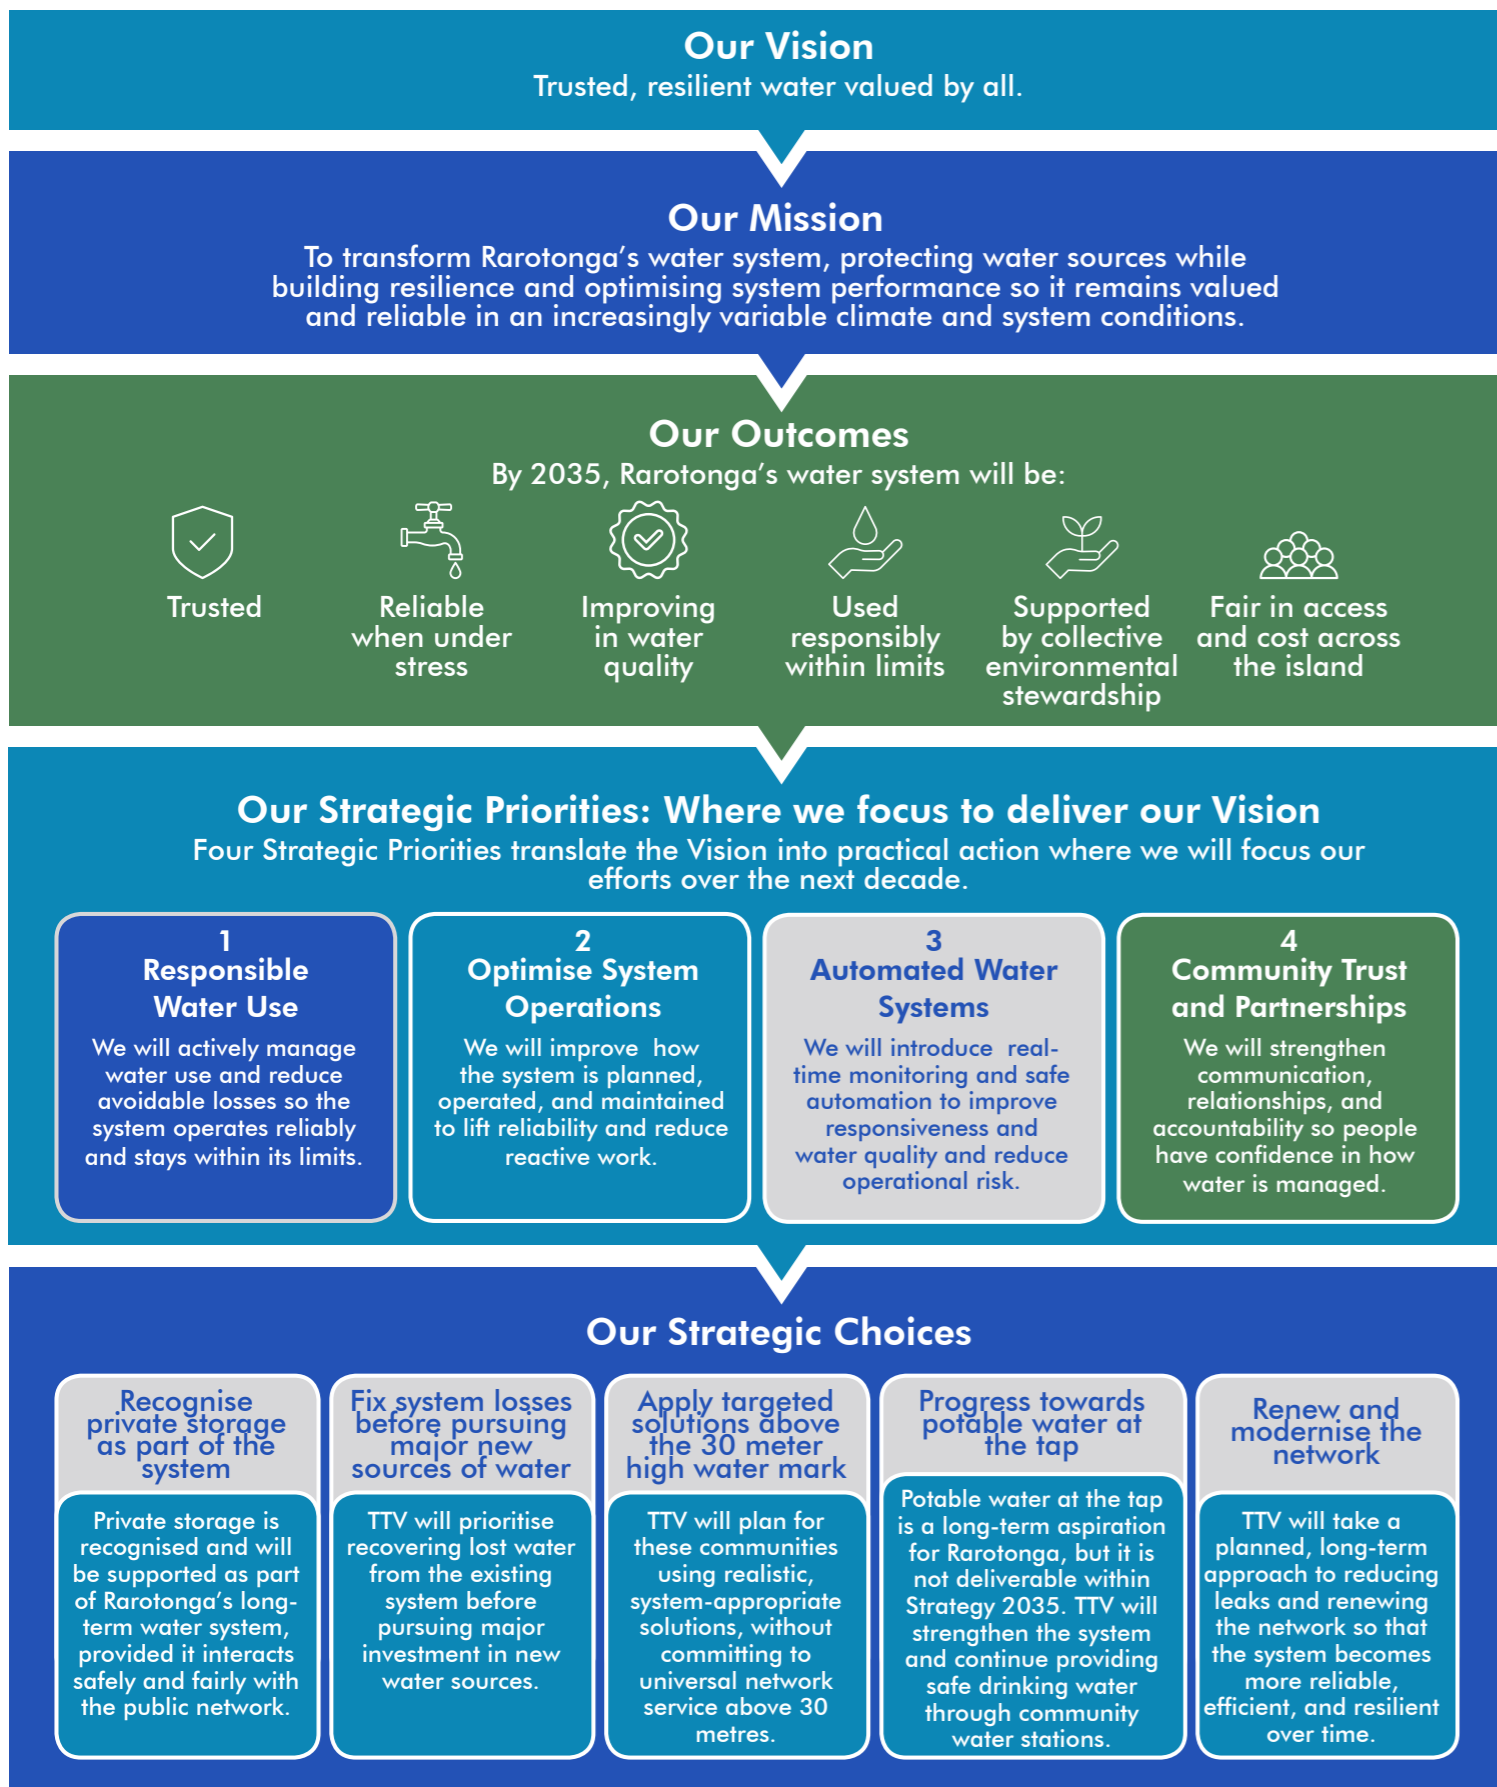 Our Vision
Trusted, resilient water valued by all.
Our Mission
To transform Rarotonga's water system, protecting water sources while
building resilience and optimising system performance so it remains valued
and reliable in an increasingly variable climate and system conditions.
Our Outcomes
By 2035, Rarotonga's water system will be:
Trusted
Reliable
when under
stress
Improving
in water
quality
Used
responsibly
within limits
Supported
by collective
environmental
stewardship
Fair in access
and cost across
the island
Our Strategic Priorities: Where we focus to deliver our Vision
Four Strategic Priorities translate the Vision into practical action where we will focus our
efforts over the next decade.
1
Responsible
Water Use
We will actively manage
water use and reduce
avoidable losses so the
system operates reliably
and stays within its limits.
2
Optimise System
Operations
We will improve  how
the system is planned,
operated, and maintained
to lift reliability and reduce
reactive work.
3
Automated Water
Systems
We will introduce  real-
time monitoring and safe
automation to improve
responsiveness and
water quality and reduce
operational risk.
4
Community Trust
and Partnerships
We will strengthen
communication,
relationships, and
accountability so people
have confidence in how
water is managed.
Our Strategic Choices
Recognise
private storage
as part of the
system
Private storage is
recognised and will
be supported as part
of Rarotonga's long-
term water system,
provided it interacts
safely and fairly with
the public network.
Fix system losses
before pursuing
major new
sources of water
TTV will prioritise
recovering lost water
from the existing
system before
pursuing major
investment in new
water sources.
Apply targeted
solutions above
the 30 meter
high water mark
TTV will plan for
these communities
using realistic,
system-appropriate
solutions, without
committing to
universal network
service above 30
metres.
Progress towards
potable water at
the tap
Potable water at the tap
is a long-term aspiration
for Rarotonga, but it is
not deliverable within
Strategy 2035. TTV will
strengthen the system
and continue providing
safe drinking water
through community
water stations.
Renew and
modernise the
network
TTV will take a
planned, long-term
approach to reducing
leaks and renewing
the network so that
the system becomes
more reliable,
efficient, and resilient
over time.